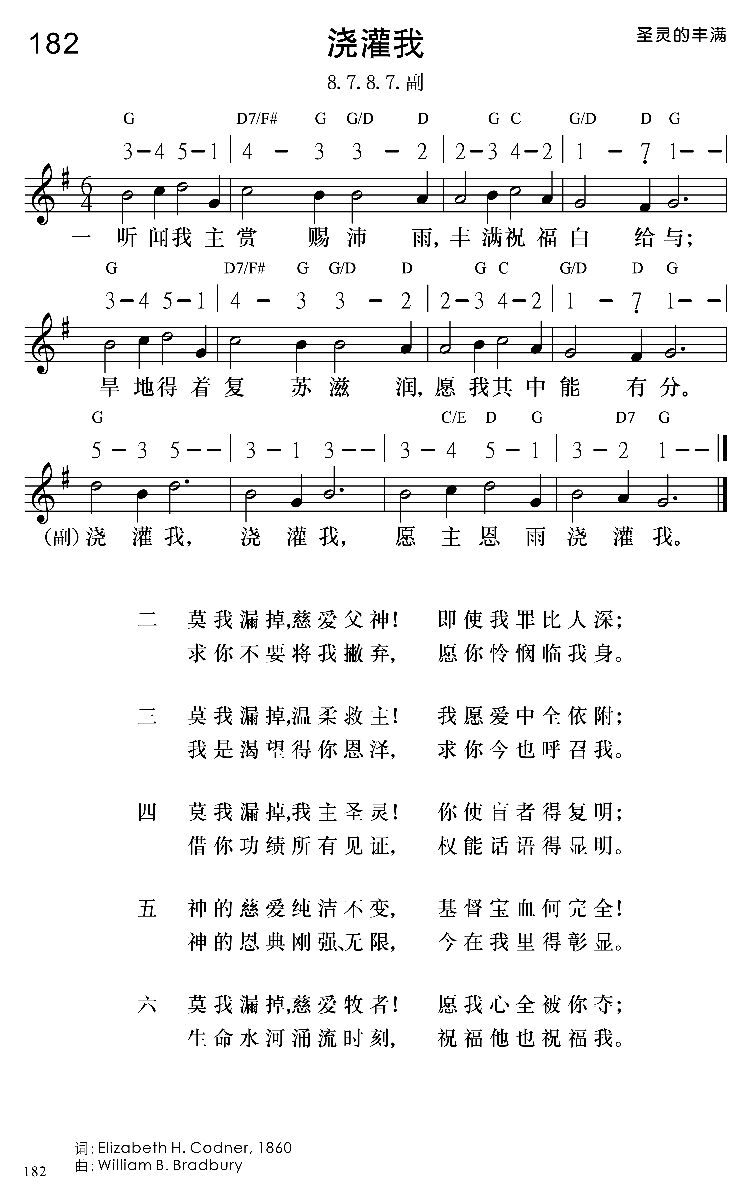 182
浇灌我
圣灵的丰满
8. 7. 8. 7. 副
G D7/F# G G/D D G C G/D D G
3－4 5－1 | 4 － 3 3 － 2 | 2－3 4－2 | 1 － 7 1－－ |
6
4
一 听闻我主赏 赐沛 雨,丰满祝福白 给与;
G D7/F# G G/D D G C G/D D G
3－4 5－1 | 4 － 3 3 － 2 | 2－3 4－2 | 1 － 7 1－－ |
旱地得着复 苏滋 润,愿我其中能 有分。
G C/E D G D7 G
5－3 5－－ | 3－1 3－－ | 3－4 5－1 | 3－2 1－－ ‖
(副)浇 灌 我, 浇 灌 我, 愿 主 恩 雨 浇 灌 我。
二 莫我漏掉,慈爱父神! 即使我罪比人深;
求你不要将我撇弃, 愿你怜悯临我身。
三 莫我漏掉,温柔救主! 我愿爱中全依附;
我是渴望得你恩泽, 求你今也呼召我。
四 莫我漏掉,我主圣灵! 你使盲者得复明;
借你功绩所有见证, 权能话语得显明。
五 神的慈爱纯洁不变, 基督宝血何完全!
神的恩典刚强、无限, 今在我里得彰显。
六 莫我漏掉,慈爱牧者! 愿我心全被你夺;
生命水河涌流时刻, 祝福他也祝福我。
词: Elizabeth H. Codner, 1860
曲: William B. Bradbury
182